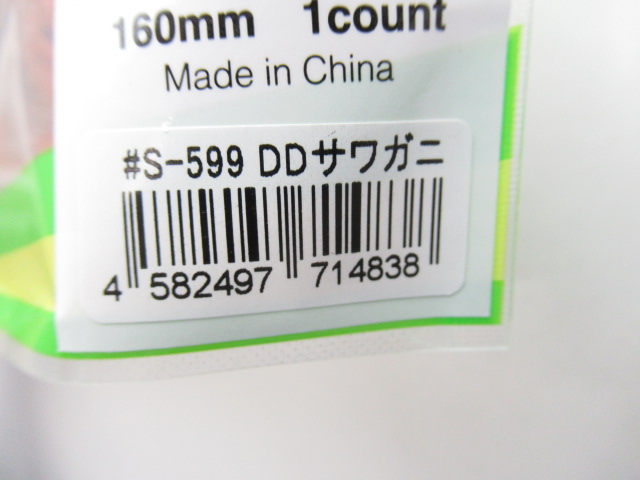 160mm 1count
Made in China
#S-599 DDサワガニ
4 582497 714838